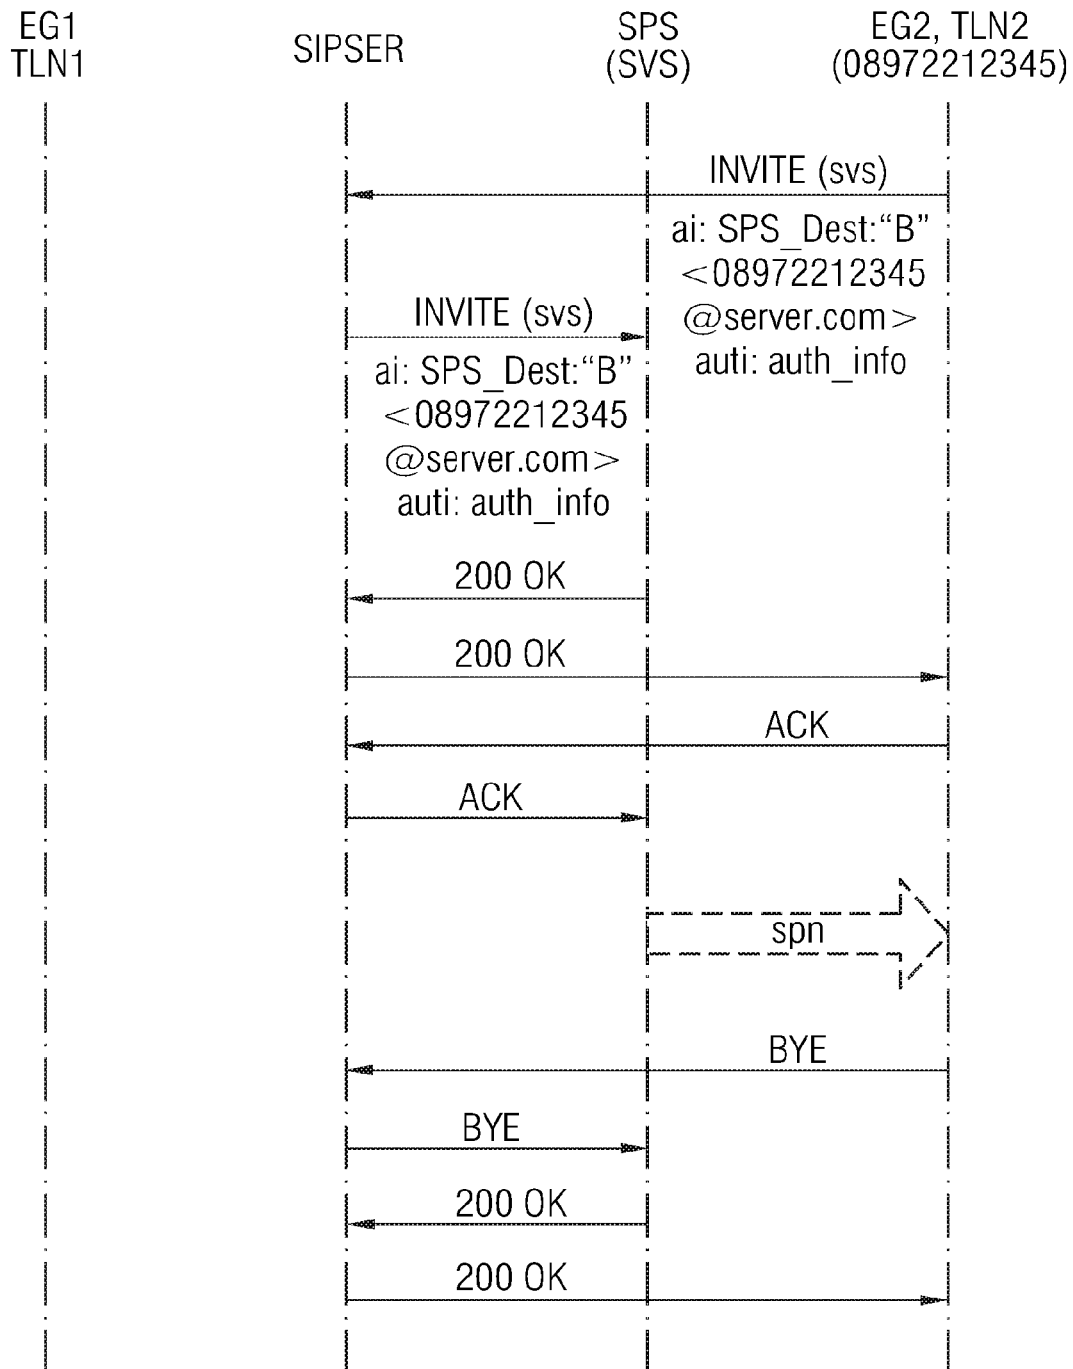 EG1
TLN1
SIPSER
SPS
(SVS)
EG2, TLN2
(08972212345)
INVITE (svs)
ai: SPS_Dest:“B”
<08972212345
@server.com>
auti: auth_info
INVITE (svs)
ai: SPS_Dest:“B”
<08972212345
@server.com>
auti: auth_info
200 OK
200 OK
ACK
ACK
spn
BYE
BYE
200 OK
200 OK